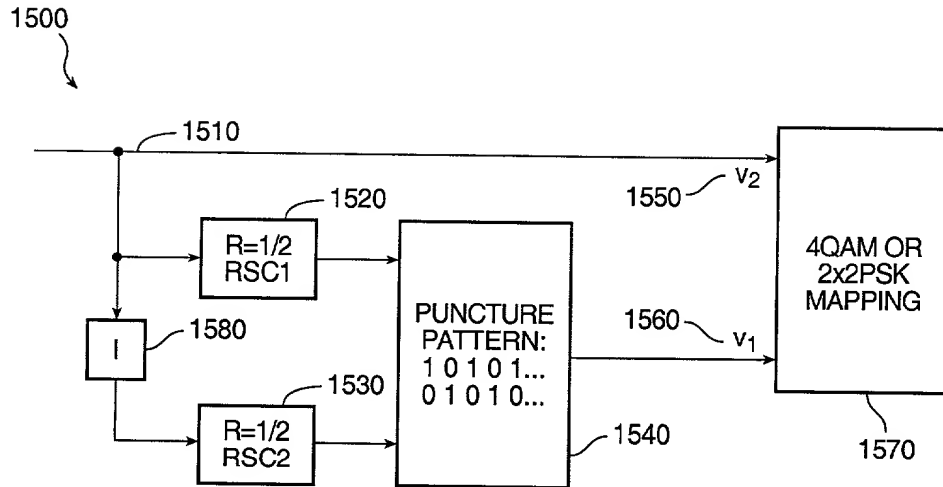 1500
1510
1520
1550
v2
R=1/2
RSC1
4QAM OR
2x2PSK
MAPPING
PUNCTURE
PATTERN:
1 0 1 0 1...
0 1 0 1 0...
1560
v1
I
1580
1530
R=1/2
RSC2
1540
1570